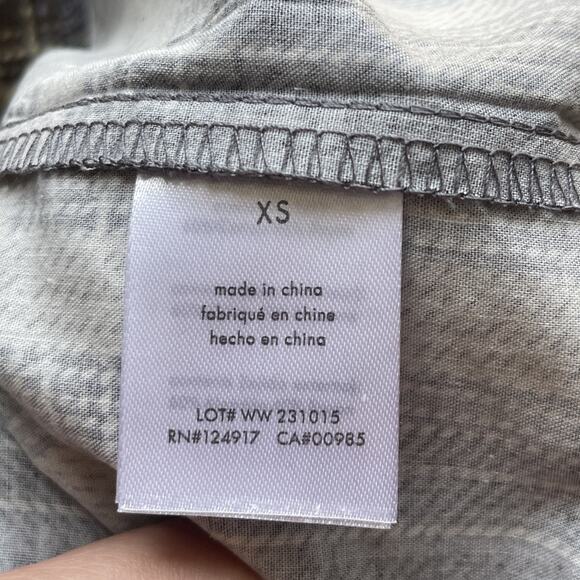 XS
made in china
fabriqué en chine
hecho en china
LOT# WW 231015
RN#124917 CA#00985